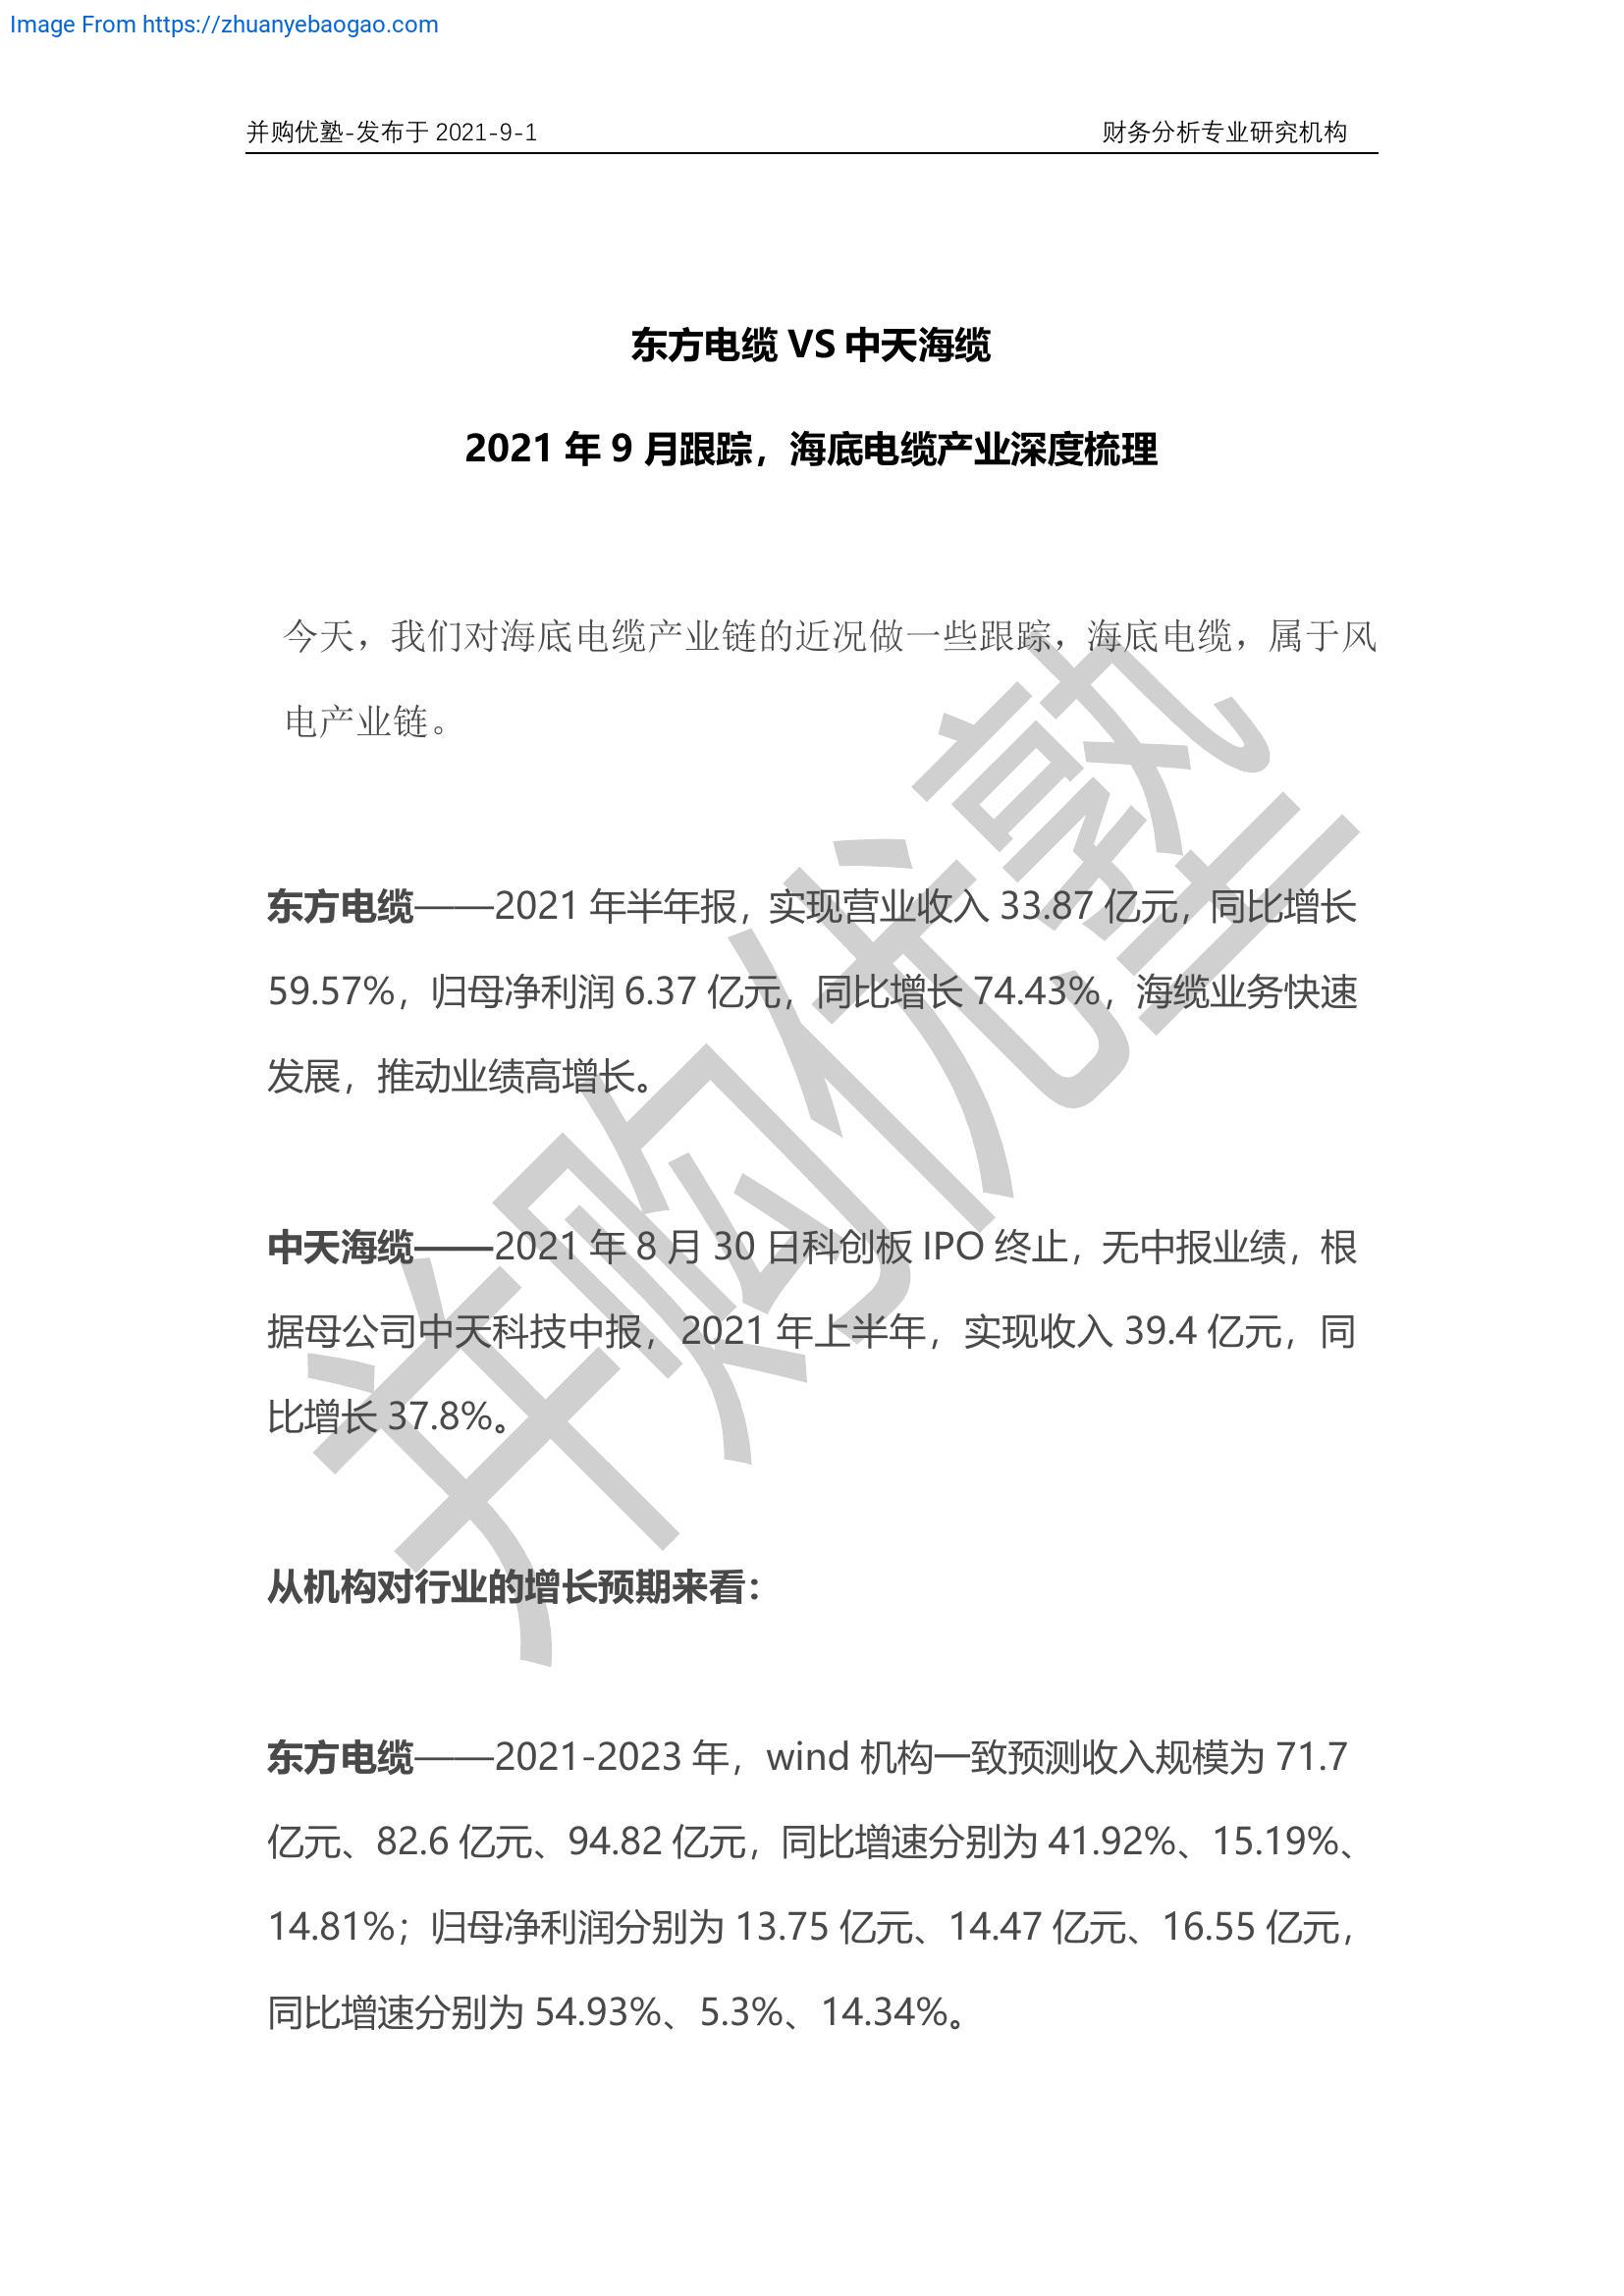 Image From https://zhuanyebaogao.com
并购优塾-发布于 2021-9-1 财务分析专业研究机构
东方电缆 VS 中天海缆
2021 年 9 月跟踪，海底电缆产业深度梳理
今天，我们对海底电缆产业链的近况做一些跟踪，海底电缆，属于风
电产业链。
东方电缆——2021 年半年报，实现营业收入 33.87 亿元，同比增长
59.57%，归母净利润 6.37 亿元，同比增长 74.43%，海缆业务快速
发展，推动业绩高增长。
中天海缆——2021 年 8 月 30 日科创板 IPO 终止，无中报业绩，根
据母公司中天科技中报，2021 年上半年，实现收入 39.4 亿元，同
比增长 37.8%。
从机构对行业的增长预期来看：
东方电缆——2021-2023 年，wind 机构一致预测收入规模为 71.7
亿元、82.6 亿元、94.82 亿元，同比增速分别为 41.92%、15.19%、
14.81%；归母净利润分别为 13.75 亿元、14.47 亿元、16.55 亿元，
同比增速分别为 54.93%、5.3%、14.34%。
并购优塾